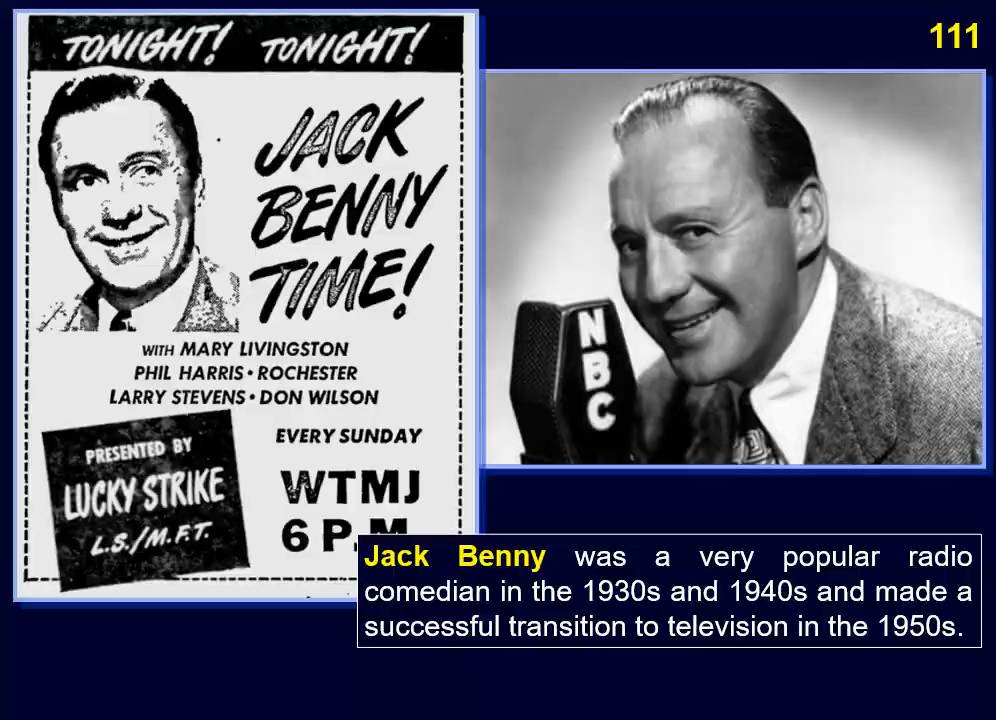 TONIGHT! TONIGHT!
JACK
BENNY
TIME!
WITH MARY LIVINGSTON
PHIL HARRIS • ROCHESTER
LARRY STEVENS • DON WILSON
PRESENTED BY
LUCKY STRIKE
L.S./M.F.T.
EVERY SUNDAY
WTMJ
6 P.M
111
NBC
Jack Benny was a very popular radio
comedian in the 1930s and 1940s and made a
successful transition to television in the 1950s.